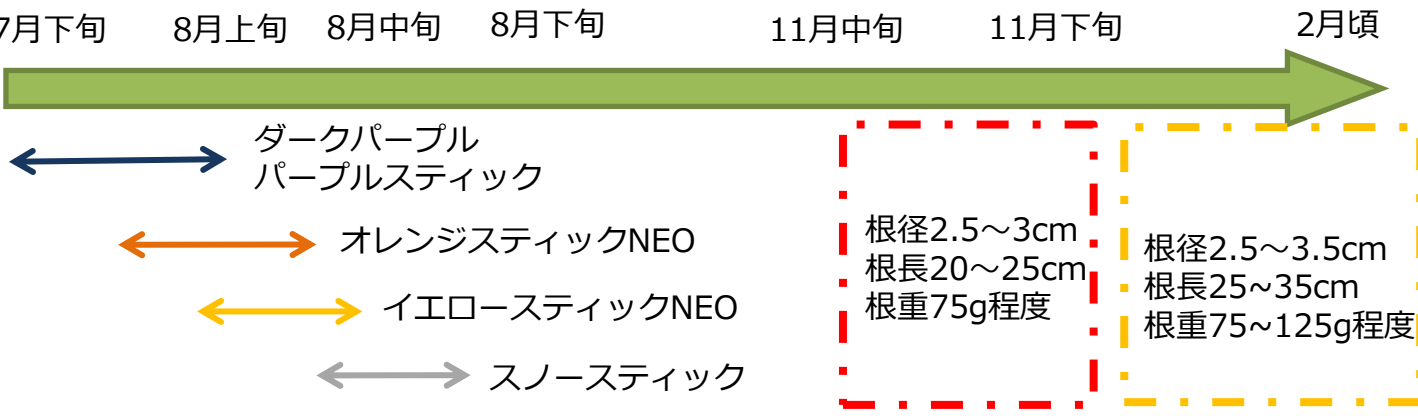 7月下旬 8月上旬 8月中旬 8月下旬 11月中旬 11月下旬 2月頃
ダークパープル
パープルスティック
オレンジスティックNEO
イエロースティックNEO
スノースティック
根径2.5～3cm
根長20～25cm
根重75g程度
根径2.5～3.5cm
根長25~35cm
根重75~125g程度